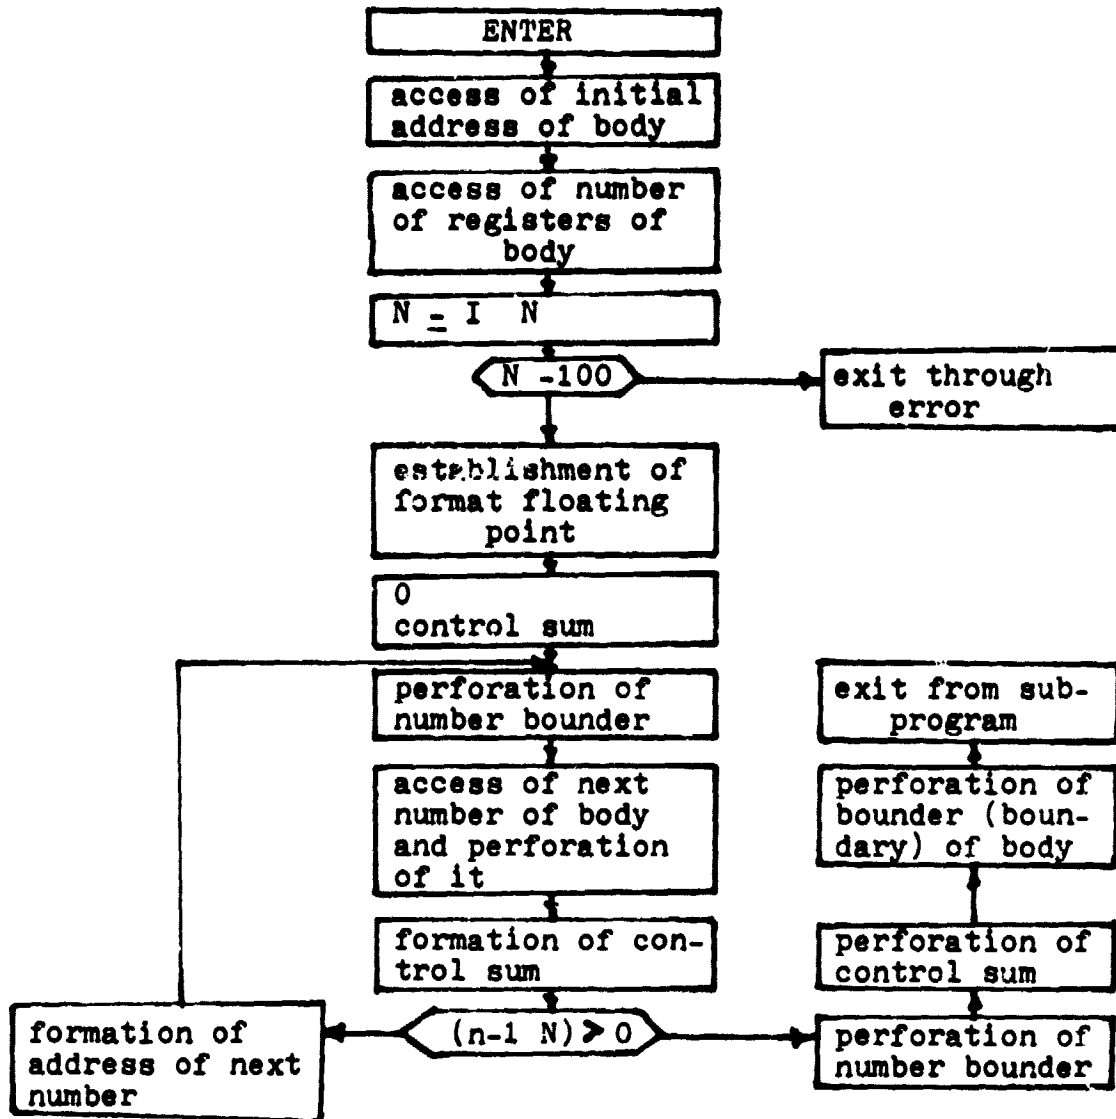 ENTER
access of initial
address of body
access of number
of registers of
body
N - I N
N -100
exit through
error
establishment of
format floating
point
0
control sum
perforation of
number bounder
access of next
number of body
and perforation
of it
formation of con-
trol sum
(n-1 N) > 0
formation of
address of next
number
perforation of
number bounder
perforation of
control sum
perforation of
bounder (boun-
dary) of body
exit from sub-
program